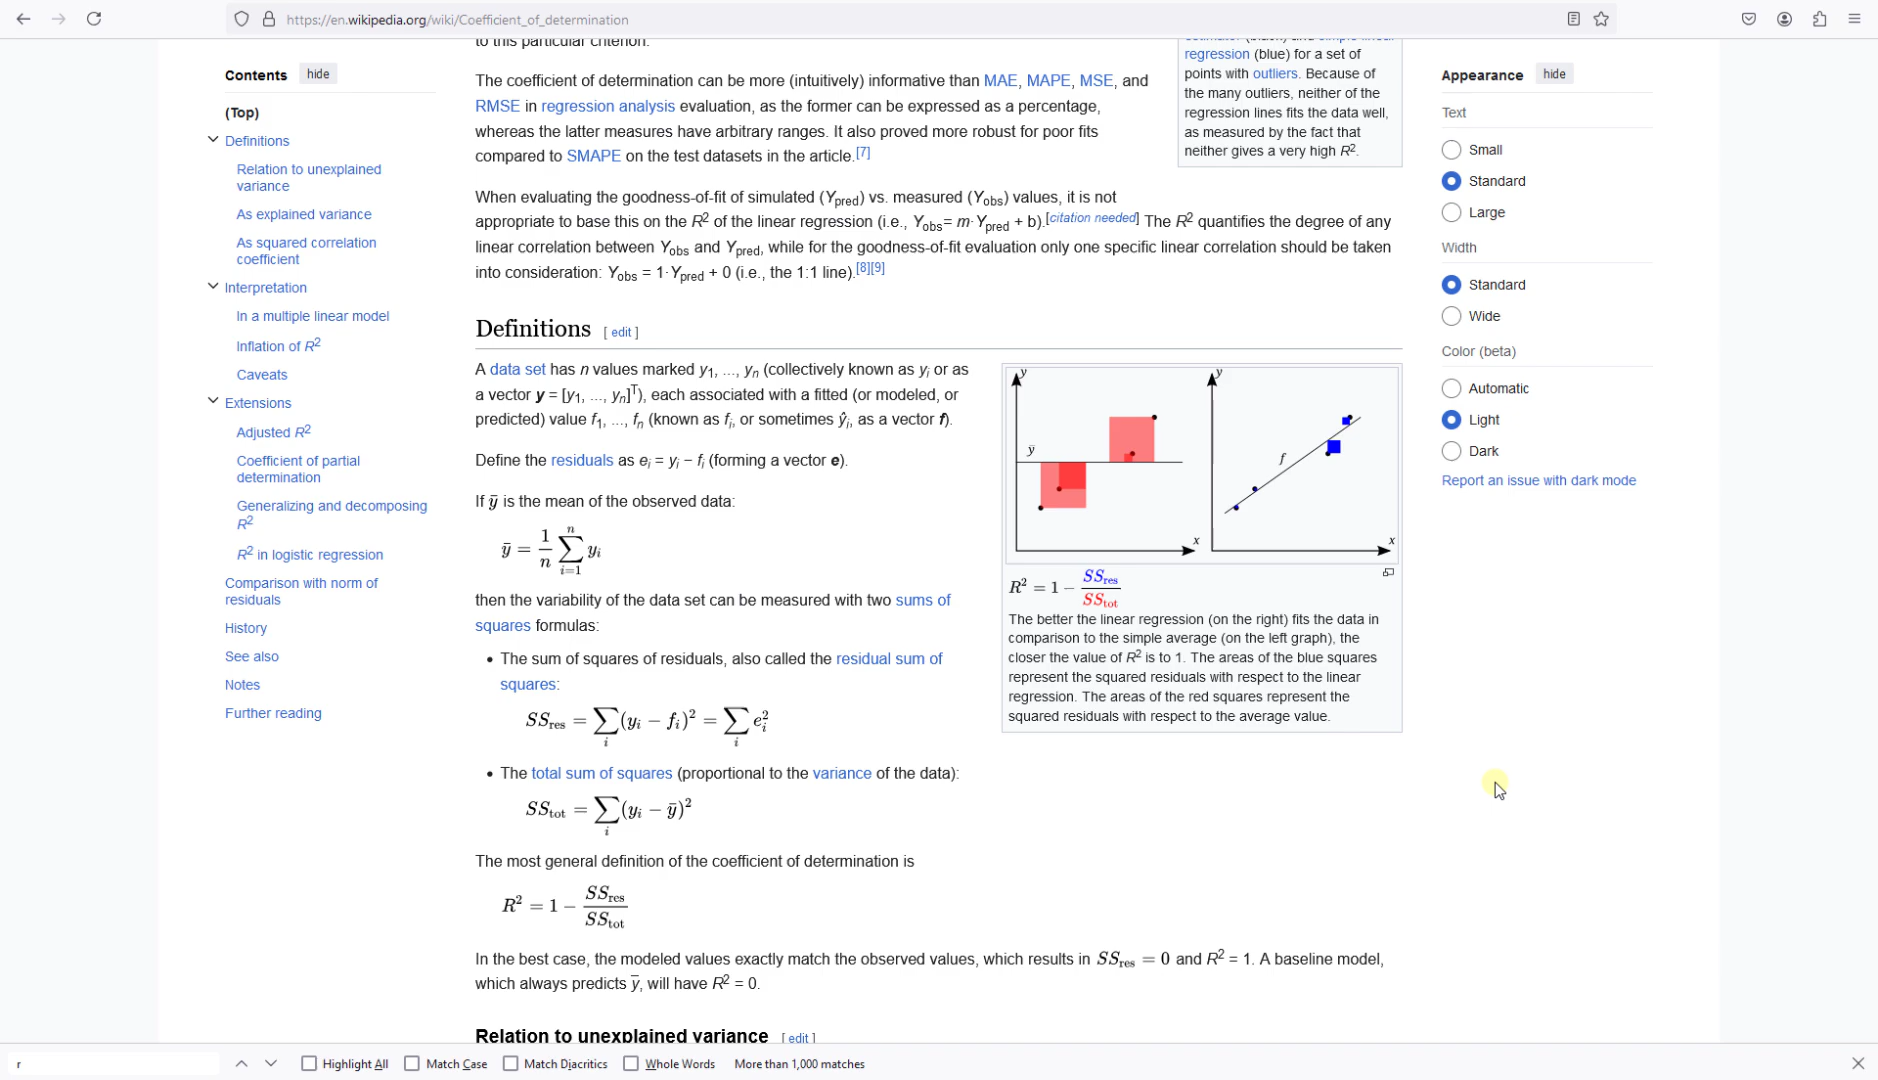 https://en.wikipedia.org/wiki/Coefficient_of_determination
to this particular criterion.
The coefficient of determination can be more (intuitively) informative than MAE, MAPE, MSE, and
RMSE in regression analysis evaluation, as the former can be expressed as a percentage,
whereas the latter measures have arbitrary ranges. It also proved more robust for poor fits
compared to SMAPE on the test datasets in the article.[7]
regression (blue) for a set of
points with outliers. Because of
the many outliers, neither of the
regression lines fits the data well,
as measured by the fact that
neither gives a very high R².
When evaluating the goodness-of-fit of simulated (Ypred) vs. measured (Yobs) values, it is not
appropriate to base this on the R² of the linear regression (i.e., Yobs= m·Ypred + b).[citation needed] The R² quantifies the degree of any
linear correlation between Yobs and Ypred, while for the goodness-of-fit evaluation only one specific linear correlation should be taken
into consideration: Yobs = 1·Ypred + 0 (i.e., the 1:1 line).[8][9]
Contents hide
(Top)
Definitions
Relation to unexplained
variance
As explained variance
As squared correlation
coefficient
Interpretation
In a multiple linear model
Inflation of R²
Caveats
Extensions
Adjusted R²
Coefficient of partial
determination
Generalizing and decomposing
R²
R² in logistic regression
Comparison with norm of
residuals
History
See also
Notes
Further reading
Definitions [ edit ]
A data set has n values marked y₁, ..., yₙ (collectively known as yᵢ or as
a vector y = [y₁, ..., yₙ]ᵀ), each associated with a fitted (or modeled, or
predicted) value f₁, ..., fₙ (known as fᵢ, or sometimes ŷᵢ, as a vector f).
Define the residuals as eᵢ = yᵢ − fᵢ (forming a vector e).
If ȳ is the mean of the observed data:
ȳ = 1/n ∑ᵢ₌₁ⁿ yᵢ
then the variability of the data set can be measured with two sums of
squares formulas:
• The sum of squares of residuals, also called the residual sum of
squares:
SSres = ∑ᵢ (yᵢ − fᵢ)² = ∑ᵢ eᵢ²
• The total sum of squares (proportional to the variance of the data):
SStot = ∑ᵢ (yᵢ − ȳ)²
The most general definition of the coefficient of determination is
R² = 1 − SSres/SStot
In the best case, the modeled values exactly match the observed values, which results in SSres = 0 and R² = 1. A baseline model,
which always predicts ȳ, will have R² = 0.
Relation to unexplained variance [ edit ]
y
ȳ
x
y
f
x
R² = 1 − SSres/SStot
The better the linear regression (on the right) fits the data in
comparison to the simple average (on the left graph), the
closer the value of R² is to 1. The areas of the blue squares
represent the squared residuals with respect to the linear
regression. The areas of the red squares represent the
squared residuals with respect to the average value.
Appearance hide
Text
Small
Standard
Large
Width
Standard
Wide
Color (beta)
Automatic
Light
Dark
Report an issue with dark mode
r
Highlight All
Match Case
Match Diacritics
Whole Words
More than 1,000 matches